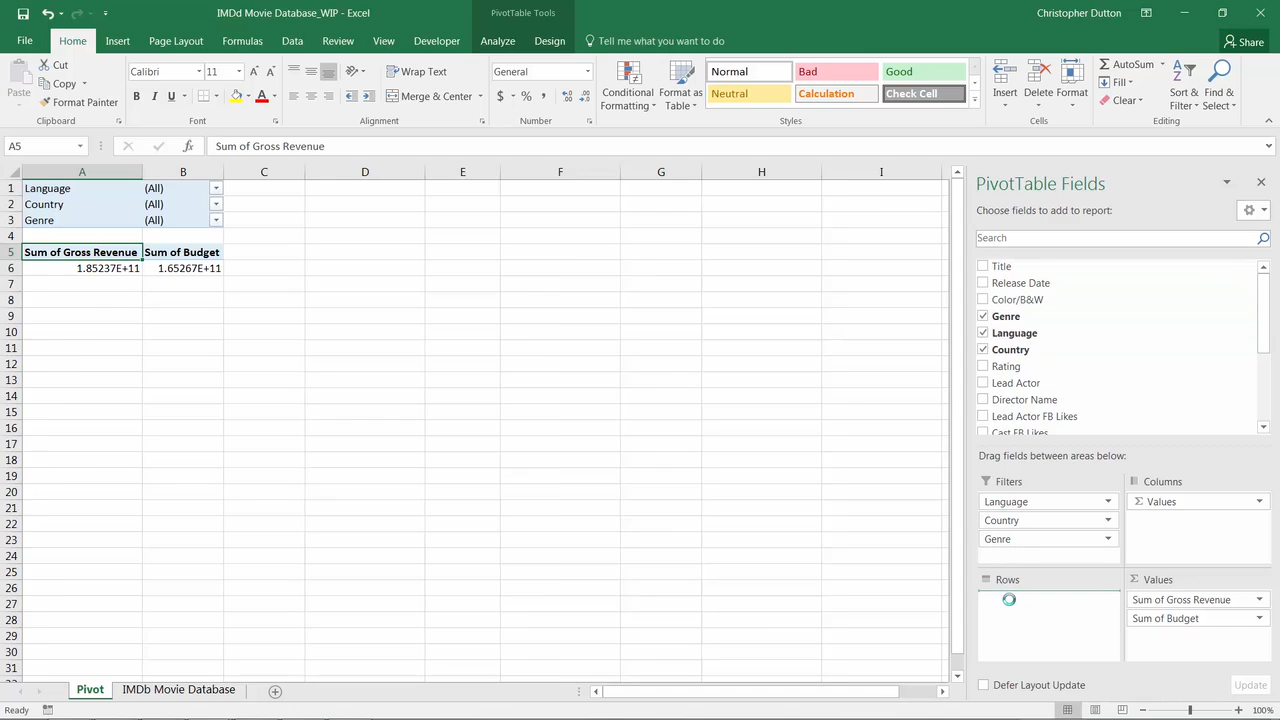 IMDd Movie Database_WIP - Excel
PivotTable Tools
Christopher Dutton
File Home Insert Page Layout Formulas Data Review View Developer Analyze Design Tell me what you want to do Share
Paste
Cut
Copy
Format Painter
Clipboard
Calibri 11
B I U
Font
Wrap Text
Merge & Center
Alignment
General
$ % ,
Number
Conditional Formatting
Format as Table
Normal Bad Good
Neutral Calculation Check Cell
Styles
Insert Delete Format
Cells
AutoSum
Fill
Clear
Sort & Filter
Find & Select
Editing
A5 fx Sum of Gross Revenue
A B C D E F G H I
1 Language (All)
2 Country (All)
3 Genre (All)
4
5 Sum of Gross Revenue Sum of Budget
6 1.85237E+11 1.65267E+11
7
8
9
10
11
12
13
14
15
16
17
18
19
20
21
22
23
24
25
26
27
28
29
30
31
PivotTable Fields
Choose fields to add to report:
Search
Title
Release Date
Color/B&W
Genre
Language
Country
Rating
Lead Actor
Director Name
Lead Actor FB Likes
Cast FB Likes
Drag fields between areas below:
Filters
Language
Country
Genre
Columns
Σ Values
Rows
Σ Values
Sum of Gross Revenue
Sum of Budget
Defer Layout Update Update
Pivot IMDb Movie Database
Ready 100%